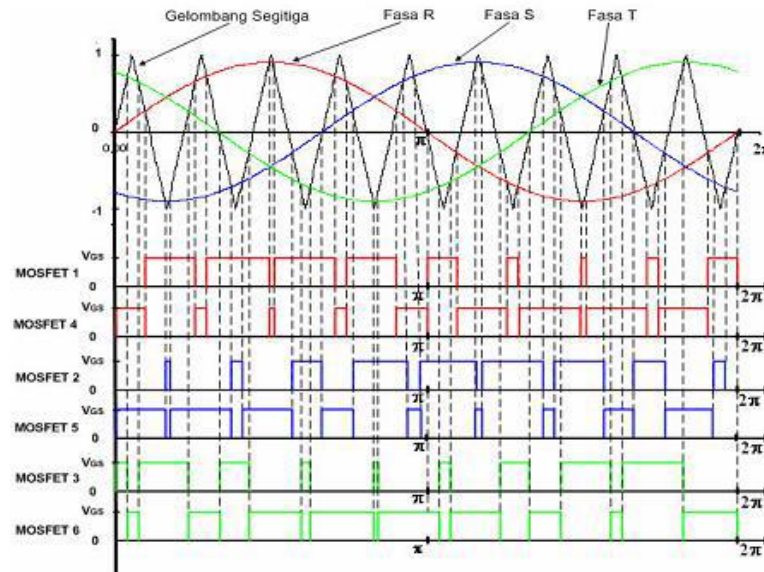 Gelombang Segitiga Fasa R Fasa S Fasa T
1
0
π
-1
VGS
MOSFET 1
0
π 2π
VGS
MOSFET 4
0
π 2π
VGS
MOSFET 2
0
π 2π
VGS
MOSFET 5
0
π 2π
VGS
MOSFET 3
0
π 2π
VGS
MOSFET 6
0
π 2π